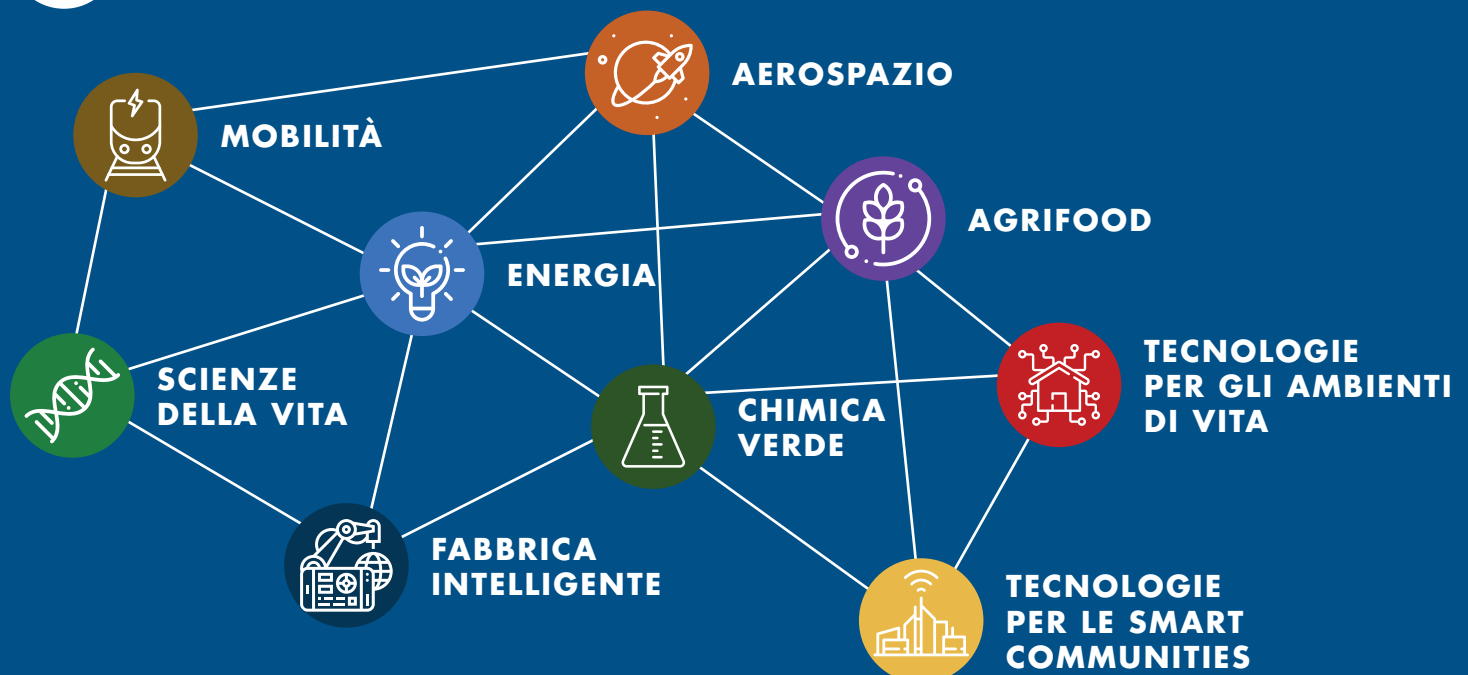 AEROSPAZIO
MOBILITÀ
AGRIFOOD
ENERGIA
TECNOLOGIE
PER GLI AMBIENTI
DI VITA
SCIENZE
DELLA VITA
CHIMICA
VERDE
FABBRICA
INTELLIGENTE
TECNOLOGIE
PER LE SMART
COMMUNITIES